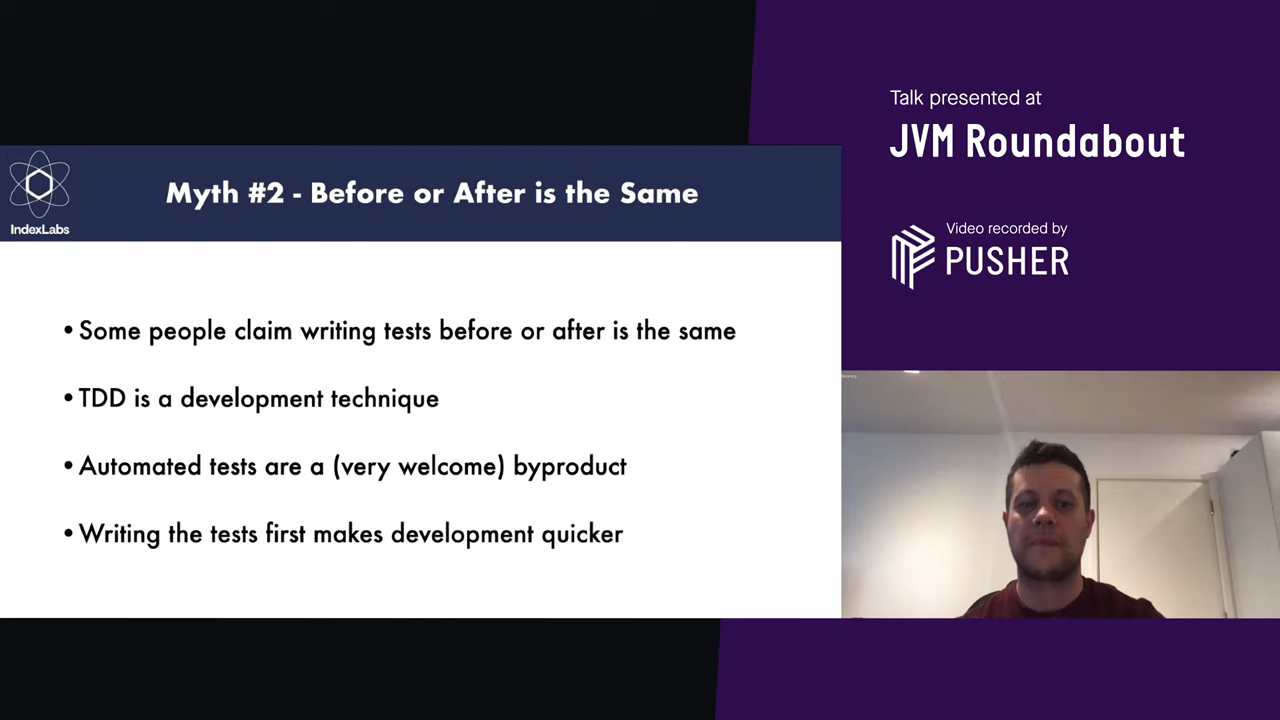 Talk presented at
JVM Roundabout
Video recorded by
PUSHER
IndexLabs
Myth #2 - Before or After is the Same
•Some people claim writing tests before or after is the same
•TDD is a development technique
•Automated tests are a (very welcome) byproduct
•Writing the tests first makes development quicker